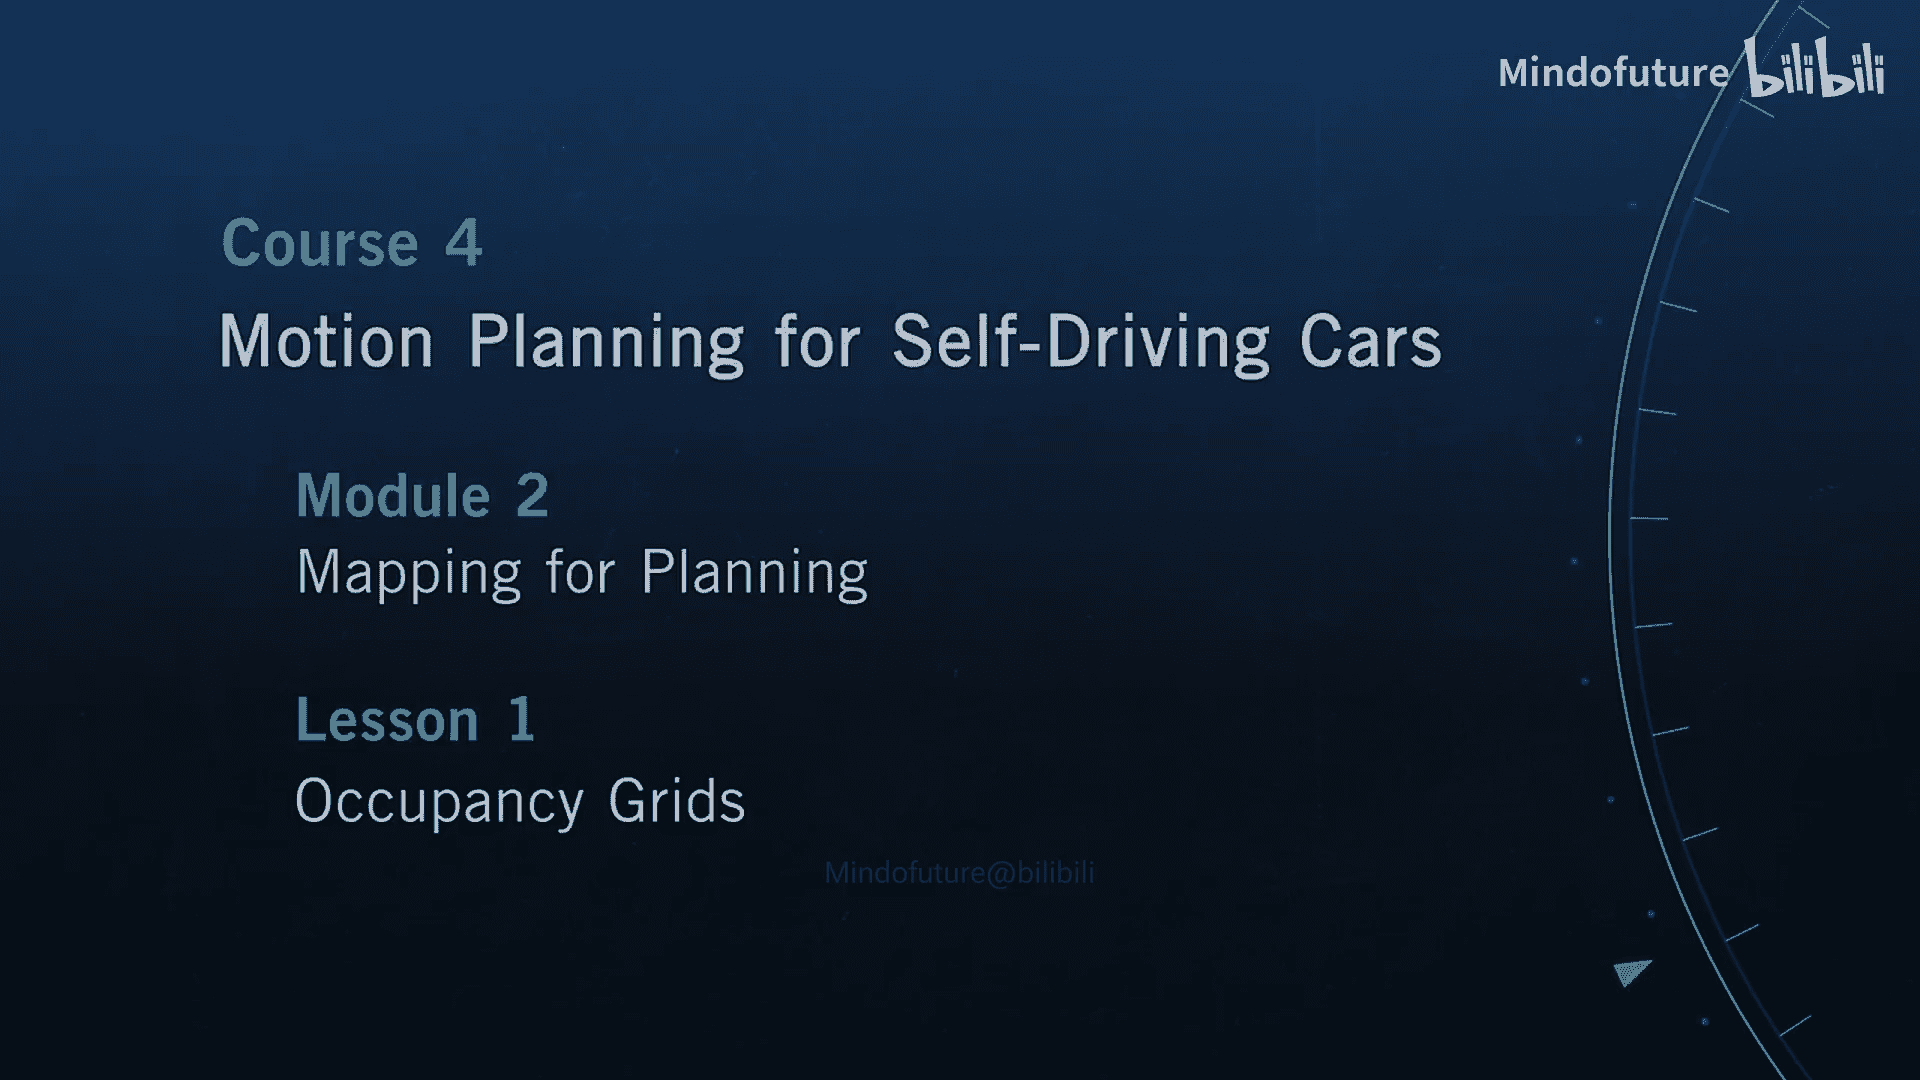 Mindofuture bilibili
Course 4
Motion Planning for Self-Driving Cars
Module 2
Mapping for Planning
Lesson 1
Occupancy Grids
Mindofuture@bilibili